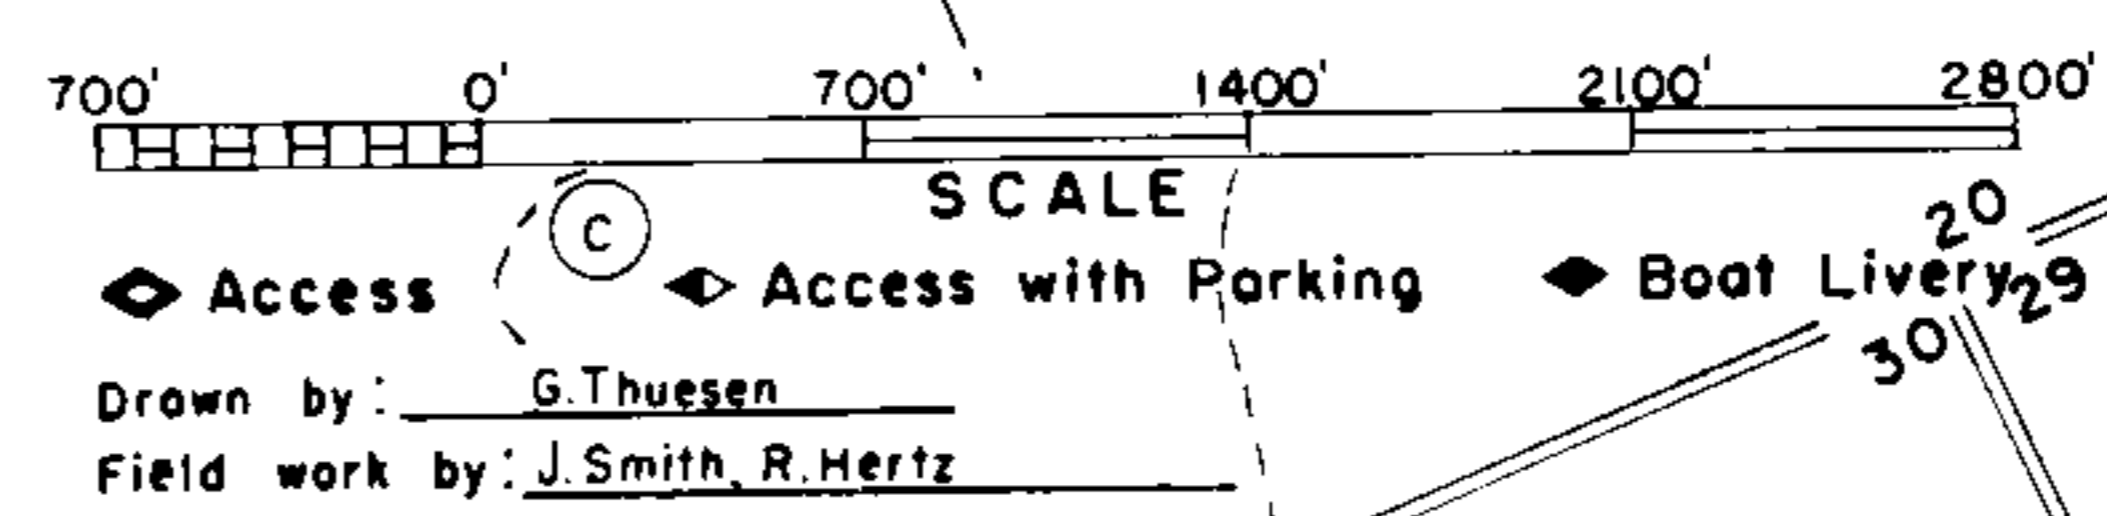 700' 0' 700' 1400' 2100' 2800'
SCALE
C
20
Access Access with Parking Boat Livery 29
30
Drawn by: G.Thuesen
Field work by: J.Smith, R.Hertz